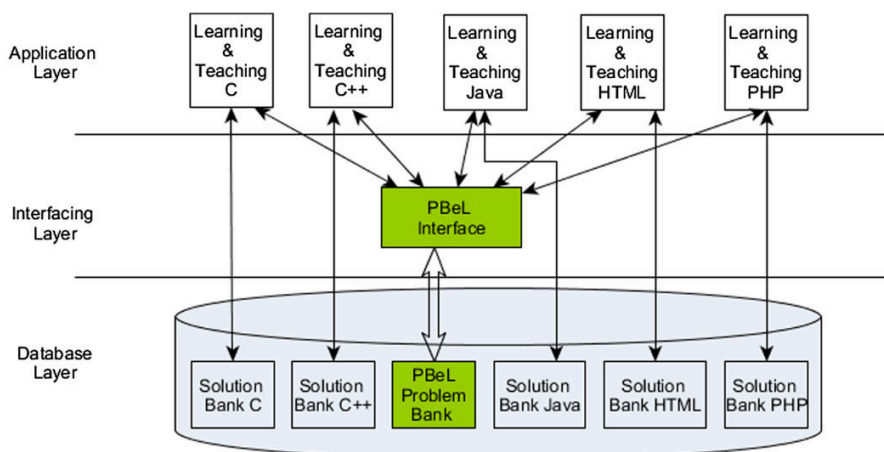 Application
Layer
Learning
&
Teaching
C
Learning
&
Teaching
C++
Learning
&
Teaching
Java
Learning
&
Teaching
HTML
Learning
&
Teaching
PHP
Interfacing
Layer
PBeL
Interface
Database
Layer
Solution
Bank C
Solution
Bank C++
PBeL
Problem
Bank
Solution
Bank Java
Solution
Bank HTML
Solution
Bank PHP